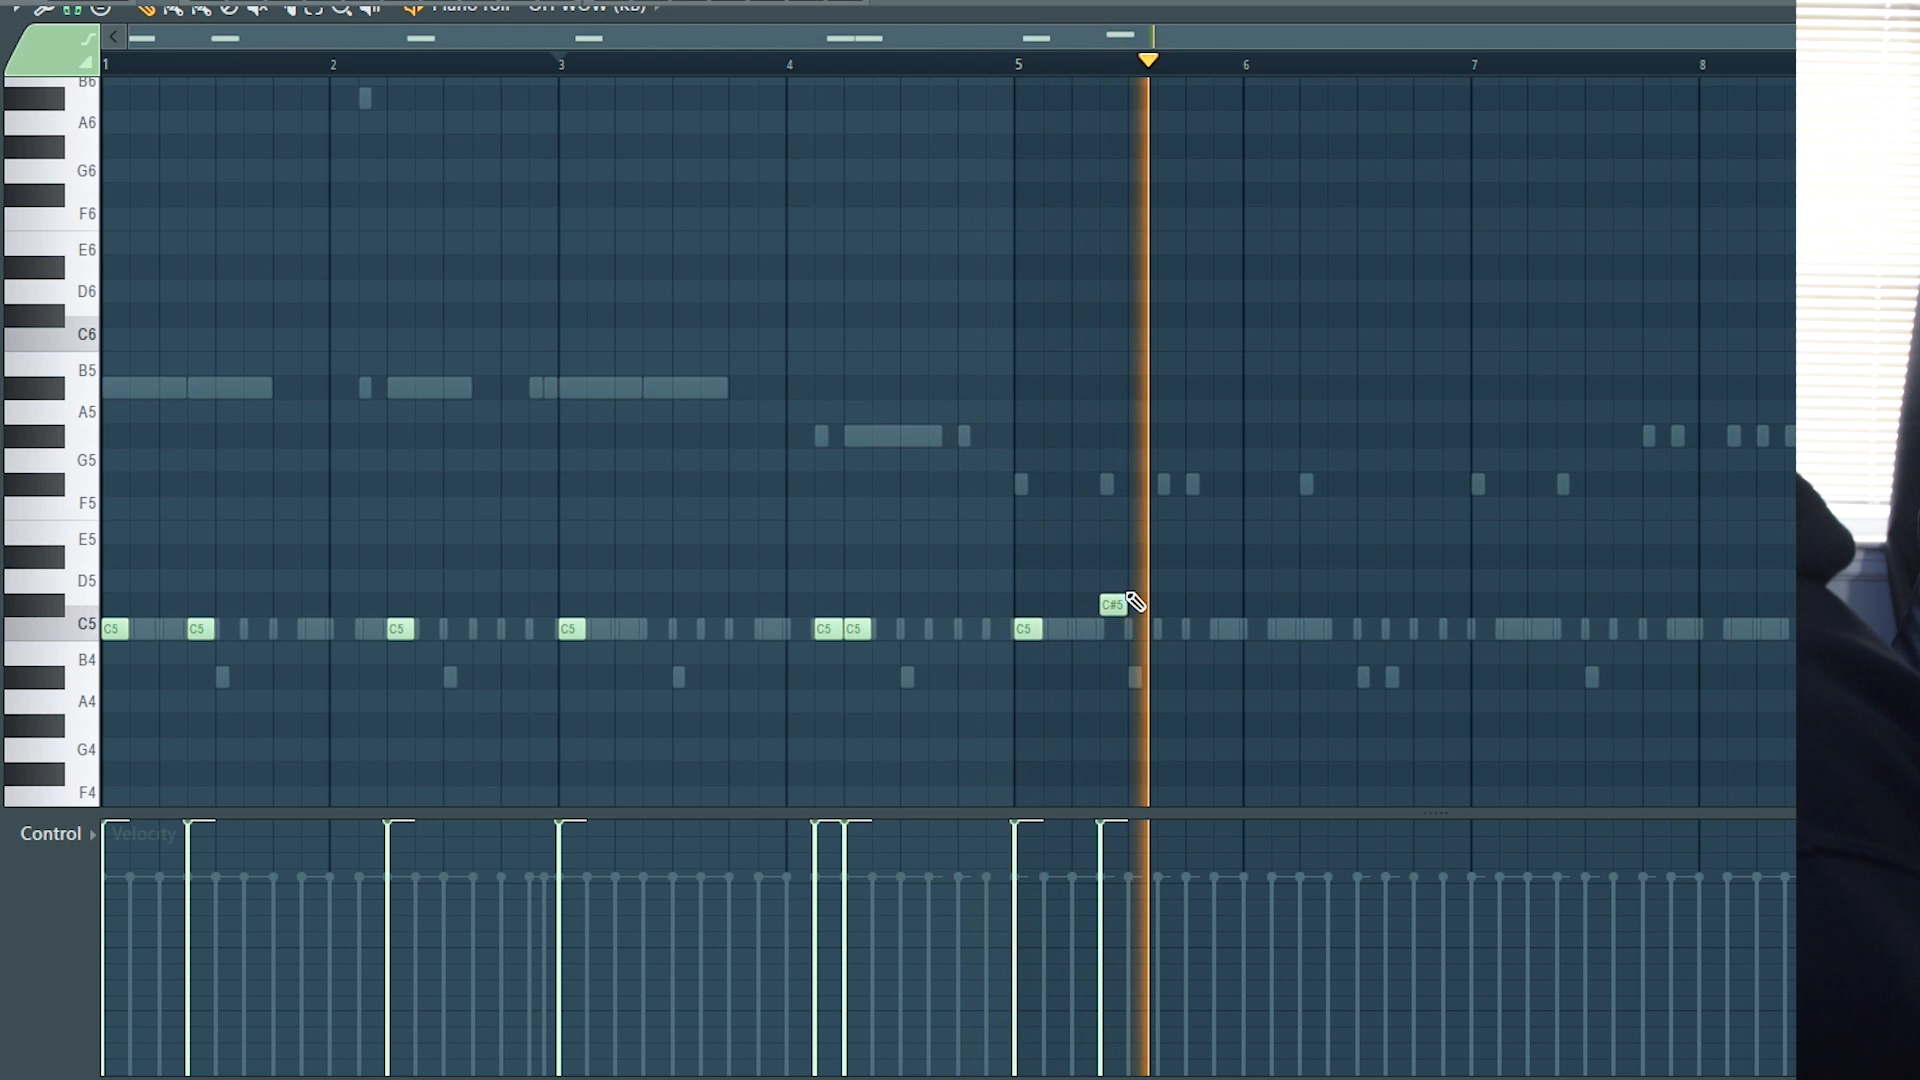 Piano roll - OH WOW (KB)
1 2 3 4 5 6 7 8
B6
A6
G6
F6
E6
D6
C6
B5
A5
G5
F5
E5
D5
C#5
C5 C5 C5 C5 C5 C5 C5 C5
B4
A4
G4
F4
Control Velocity